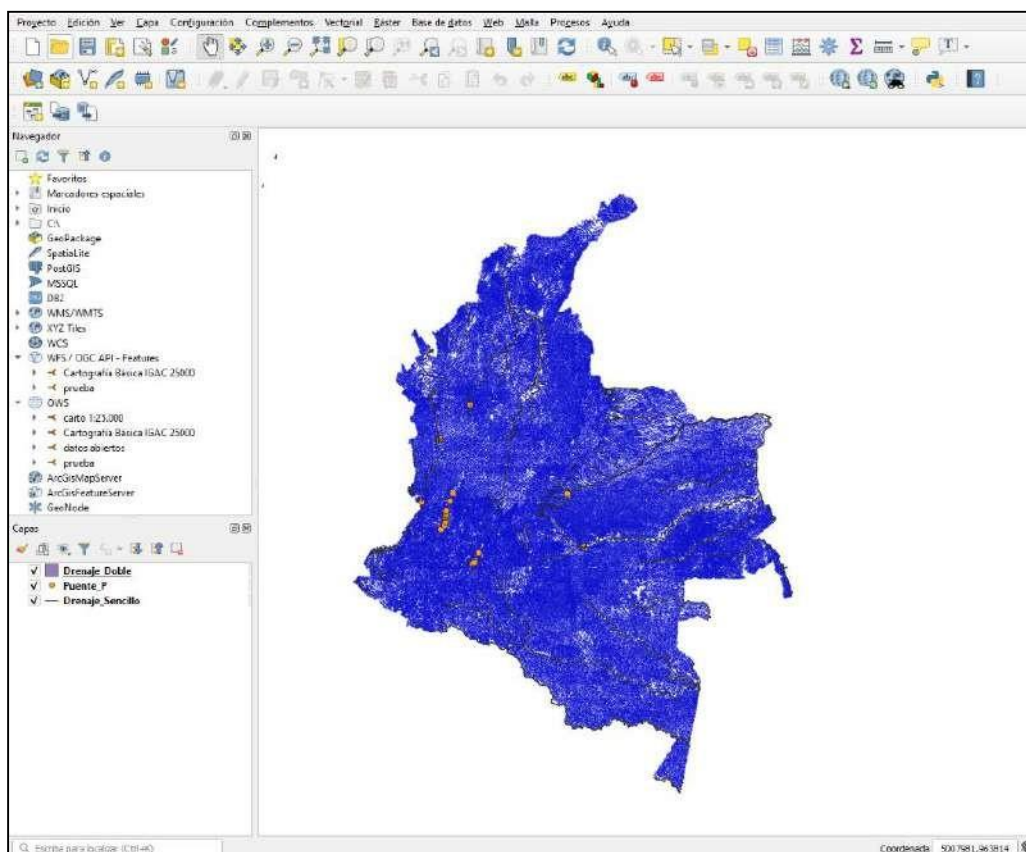 Proyecto Edición Ver Capa Configuración Complementos Vectorial Ráster Base de datos Web Malla Procesos Ayuda
Navegador
Favoritos
Marcadores espaciales
Inicio
C:\
GeoPackage
SpatiaLite
PostGIS
MSSQL
DB2
WMS/WMTS
XYZ Tiles
WCS
WFS / OGC API - Features
Cartografía Básica IGAC 25000
prueba
OWS
carto 1:25.000
Cartografía Básica IGAC 25000
datos abiertos
prueba
ArcGisMapServer
ArcGisFeatureServer
GeoNode
Capas
Drenaje_Doble
Puente_P
Drenaje_Sencillo
Escriba para localizar (Ctrl+K)
Coordenada 5007981,963814